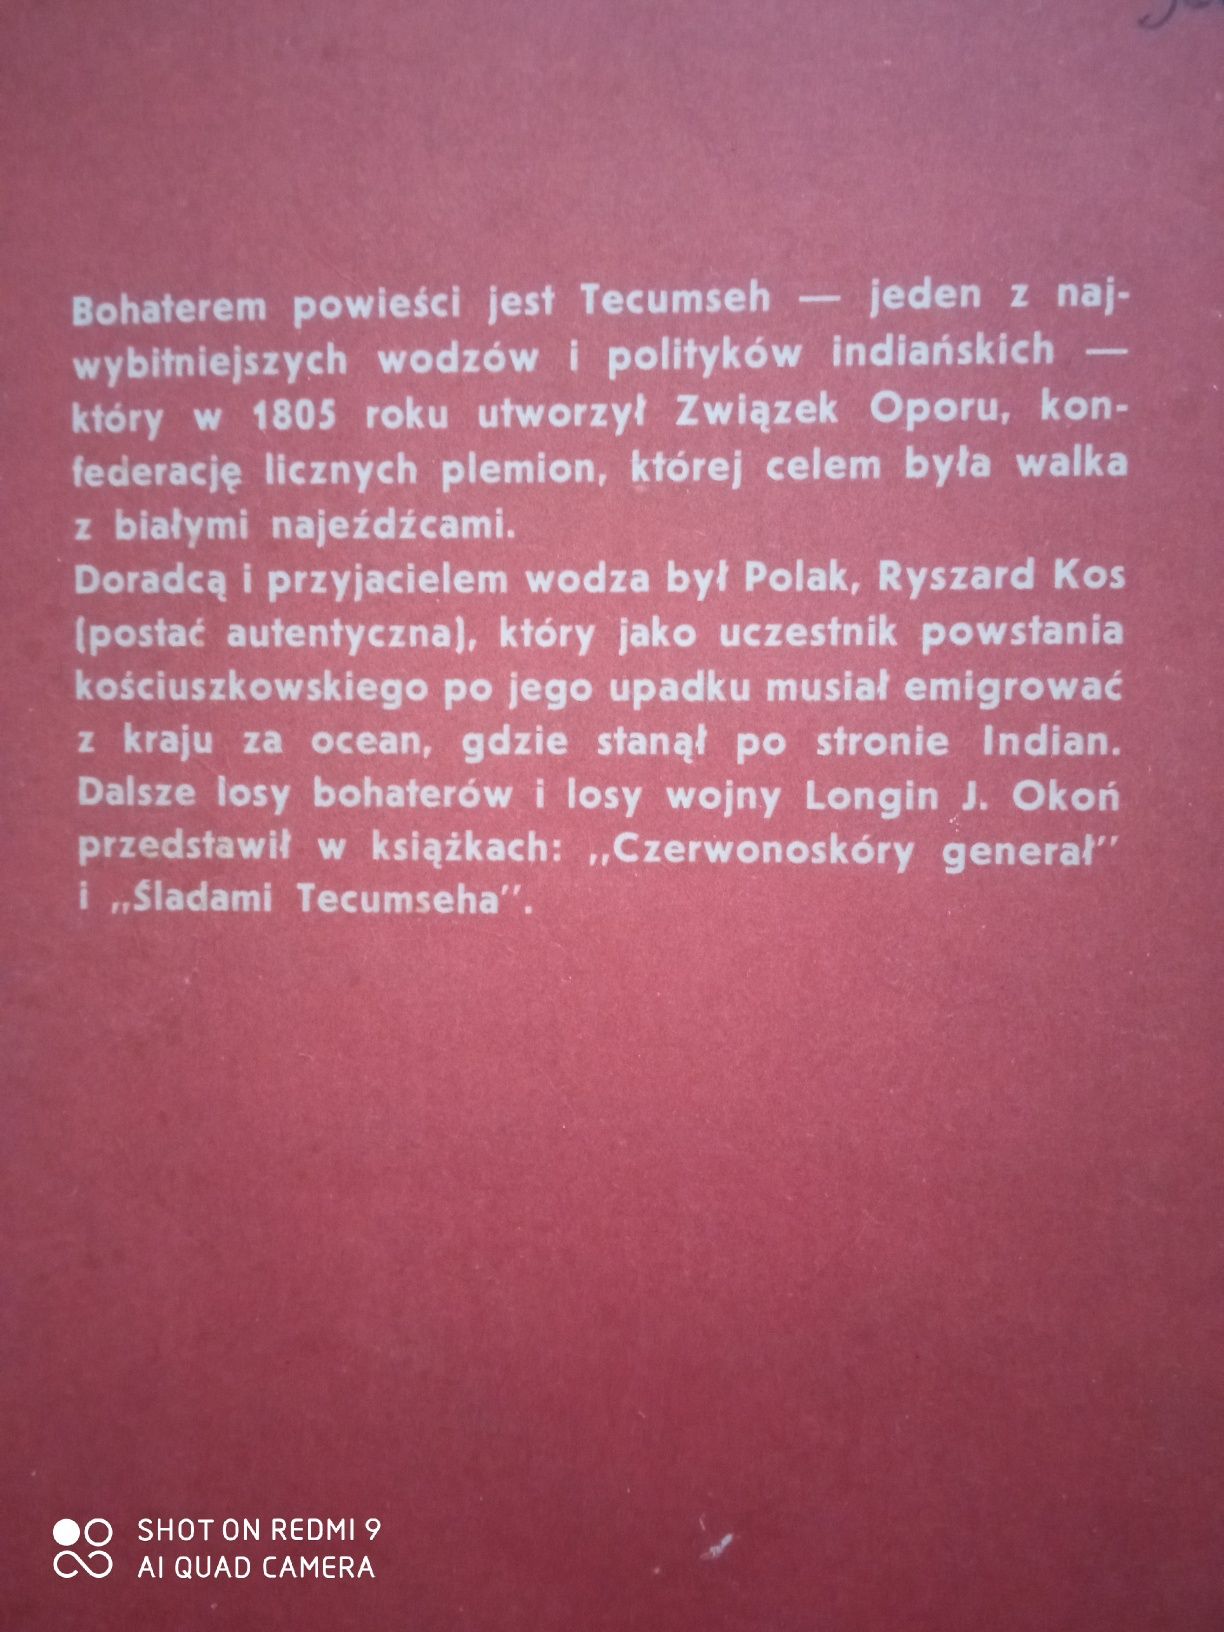 Bohaterem powieści jest Tecumseh — jeden z naj-
wybitniejszych wodzów i polityków indiańskich —
który w 1805 roku utworzył Związek Oporu, kon-
federację licznych plemion, której celem była walka
z białymi najeźdźcami.
Doradcą i przyjacielem wodza był Polak, Ryszard Kos
(postać autentyczna), który jako uczestnik powstania
kościuszkowskiego po jego upadku musiał emigrować
z kraju za ocean, gdzie stanął po stronie Indian.
Dalsze losy bohaterów i losy wojny Longin J. Okoń
przedstawił w książkach: „Czerwonoskóry generał”
i „Śladami Tecumseha”.
SHOT ON REDMI 9
AI QUAD CAMERA